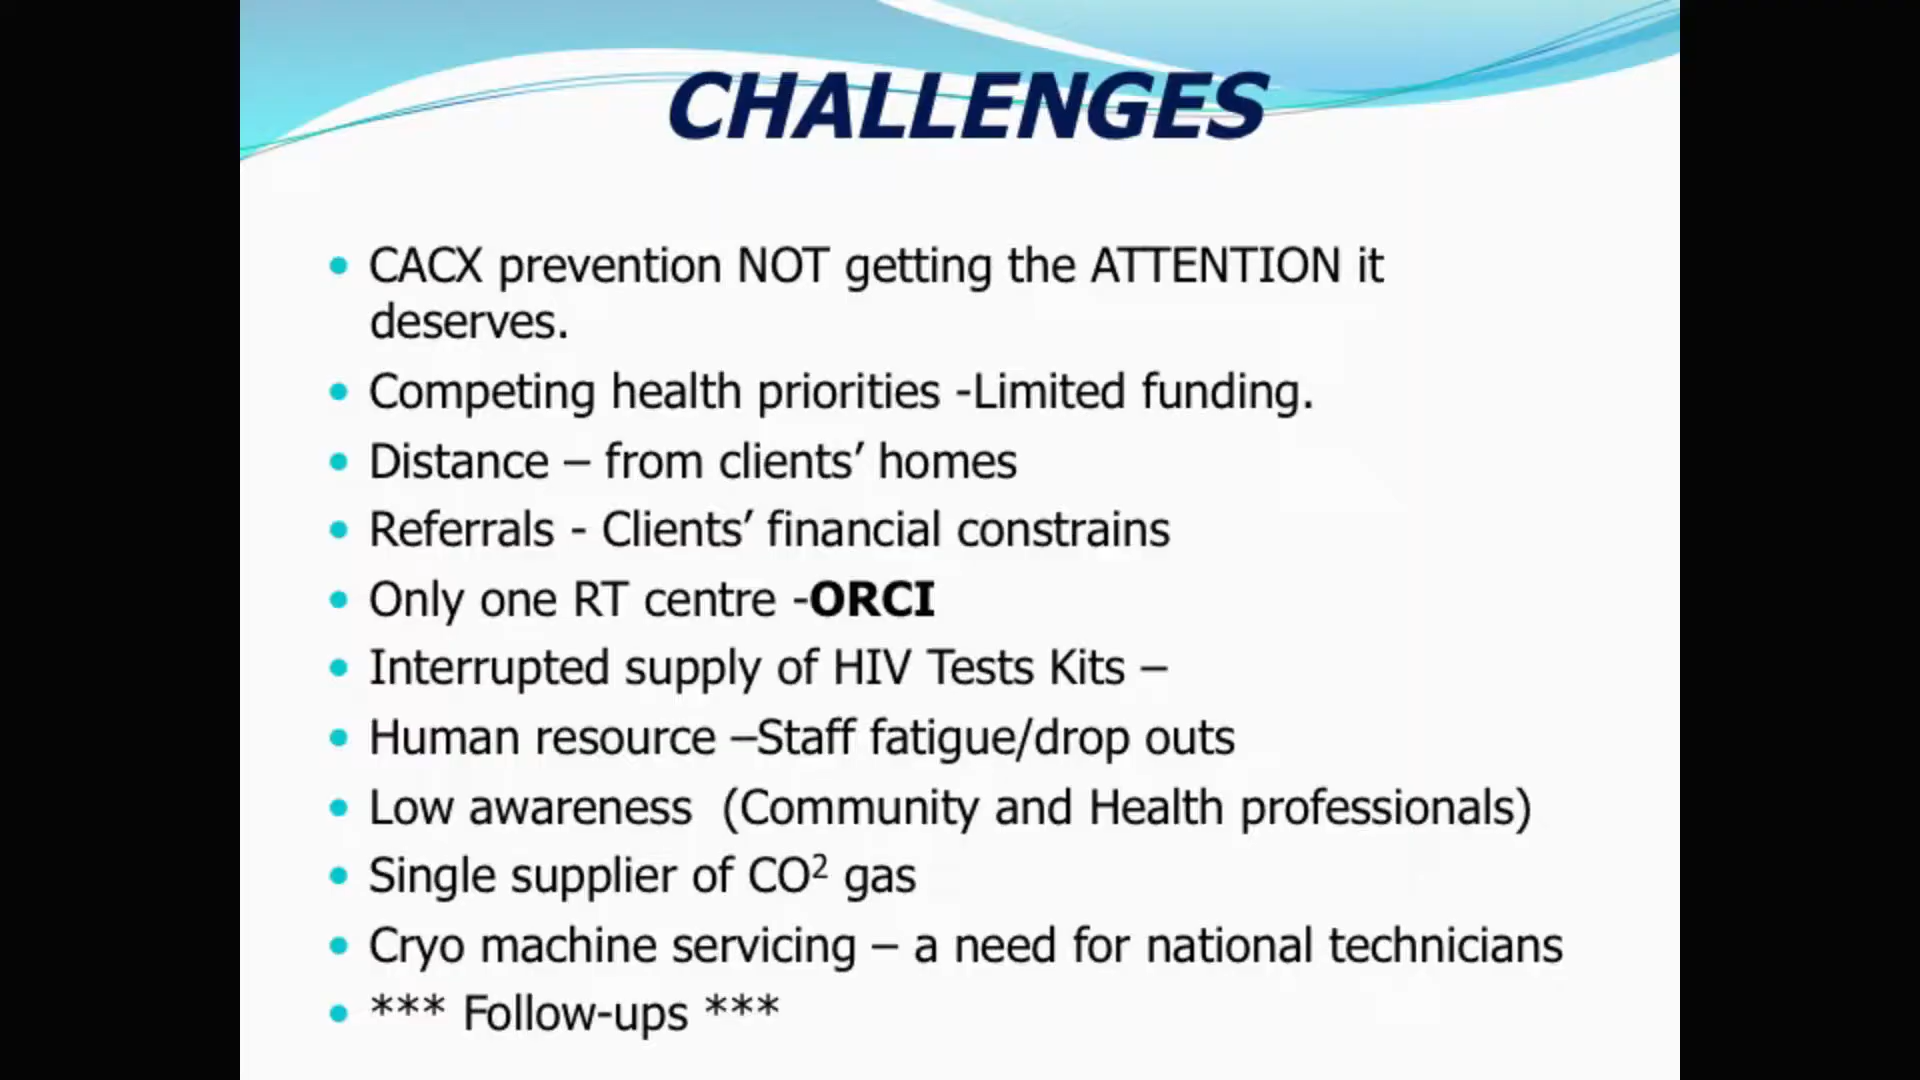 CHALLENGES
• CACX prevention NOT getting the ATTENTION it
deserves.
• Competing health priorities -Limited funding.
• Distance – from clients’ homes
• Referrals - Clients’ financial constrains
• Only one RT centre -ORCI
• Interrupted supply of HIV Tests Kits –
• Human resource –Staff fatigue/drop outs
• Low awareness  (Community and Health professionals)
• Single supplier of CO² gas
• Cryo machine servicing – a need for national technicians
• *** Follow-ups ***